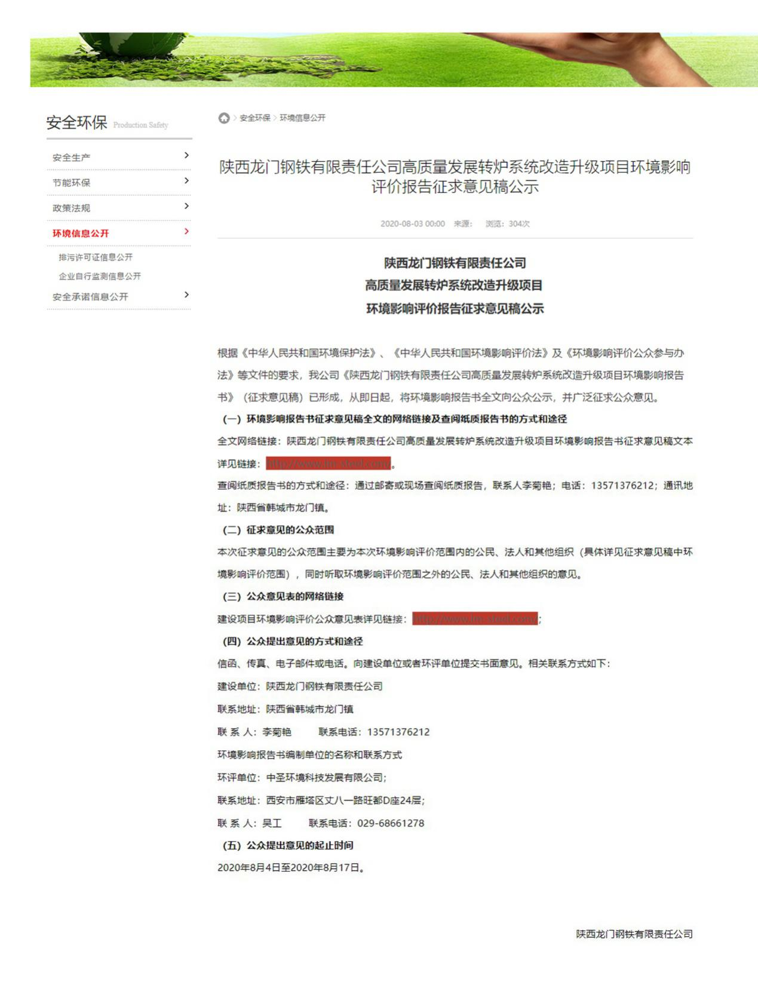 安全环保 Production Safety
安全生产
节能环保
政策法规
环境信息公开
排污许可证信息公开
企业自行监测信息公开
安全承诺信息公开
> 安全环保 > 环境信息公开
陕西龙门钢铁有限责任公司高质量发展转炉系统改造升级项目环境影响
评价报告征求意见稿公示
2020-08-03 00:00 来源： 浏览：304次
陕西龙门钢铁有限责任公司
高质量发展转炉系统改造升级项目
环境影响评价报告征求意见稿公示
根据《中华人民共和国环境保护法》、《中华人民共和国环境影响评价法》及《环境影响评价公众参与办
法》等文件的要求，我公司《陕西龙门钢铁有限责任公司高质量发展转炉系统改造升级项目环境影响报告
书》（征求意见稿）已形成，从即日起，将环境影响报告书全文向公众公示，并广泛征求公众意见。
（一）环境影响报告书征求意见稿全文的网络链接及查阅纸质报告书的方式和途径
全文网络链接：陕西龙门钢铁有限责任公司高质量发展转炉系统改造升级项目环境影响报告书征求意见稿文本
详见链接：http://www.lm-steel.com/。
查阅纸质报告书的方式和途径：通过邮寄或现场查阅纸质报告，联系人李菊艳；电话：13571376212；通讯地
址：陕西省韩城市龙门镇。
（二）征求意见的公众范围
本次征求意见的公众范围主要为本次环境影响评价范围内的公民、法人和其他组织（具体详见征求意见稿中环
境影响评价范围），同时听取环境影响评价范围之外的公民、法人和其他组织的意见。
（三）公众意见表的网络链接
建设项目环境影响评价公众意见表详见链接：http://www.lm-steel.com/;
（四）公众提出意见的方式和途径
信函、传真、电子邮件或电话。向建设单位或者环评单位提交书面意见。相关联系方式如下：
建设单位：陕西龙门钢铁有限责任公司
联系地址：陕西省韩城市龙门镇
联 系 人：李菊艳 联系电话：13571376212
环境影响报告书编制单位的名称和联系方式
环评单位：中圣环境科技发展有限公司；
联系地址：西安市雁塔区丈八一路旺都D座24层；
联 系 人：吴工 联系电话：029-68661278
（五）公众提出意见的起止时间
2020年8月4日至2020年8月17日。
陕西龙门钢铁有限责任公司